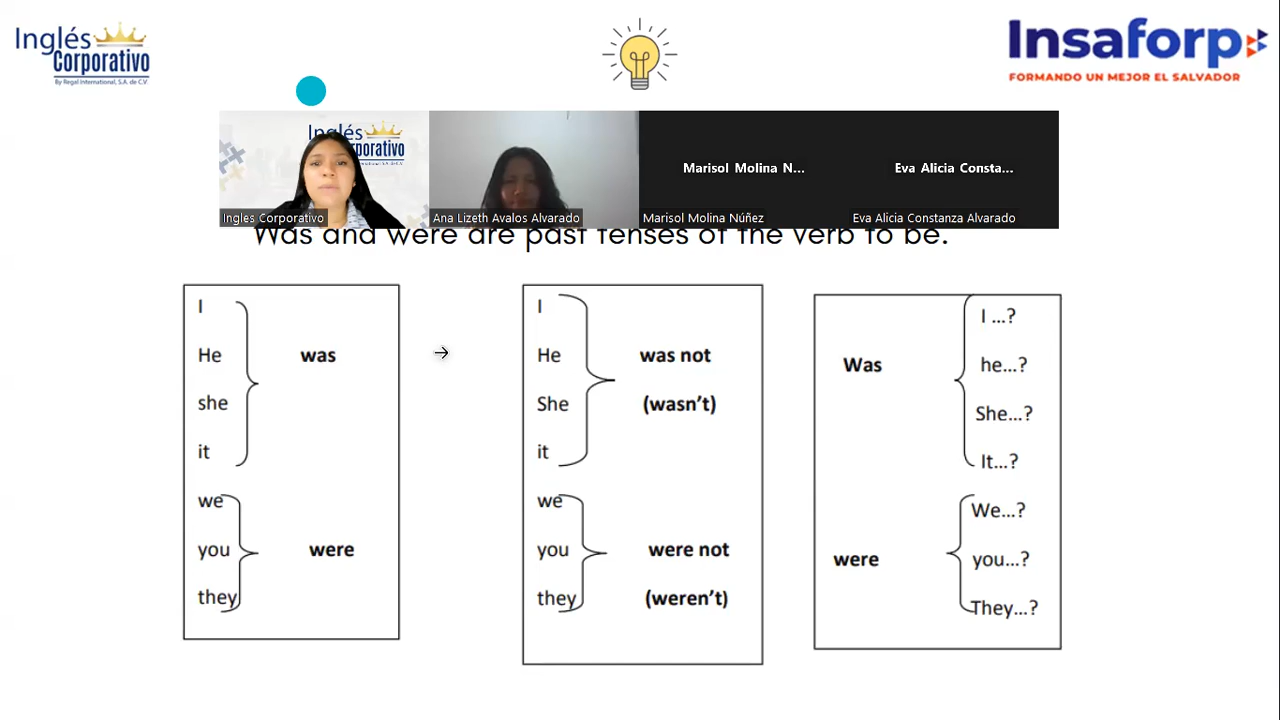 Inglés
Corporativo
By Regal International, S.A. de C.V.
Insaforp
FORMANDO UN MEJOR EL SALVADOR
Inglés
orporativo
Marisol Molina N...
Eva Alicia Consta...
Ingles Corporativo
Ana Lizeth Avalos Alvarado
Marisol Molina Núñez
Eva Alicia Constanza Alvarado
Was and were are past tenses of the verb to be.
I
He
was
she
it
we
you
were
they
I
He
was not
She
(wasn’t)
it
we
you
were not
they
(weren’t)
I ...?
Was
he...?
She...?
It...?
We...?
were
you...?
They...?